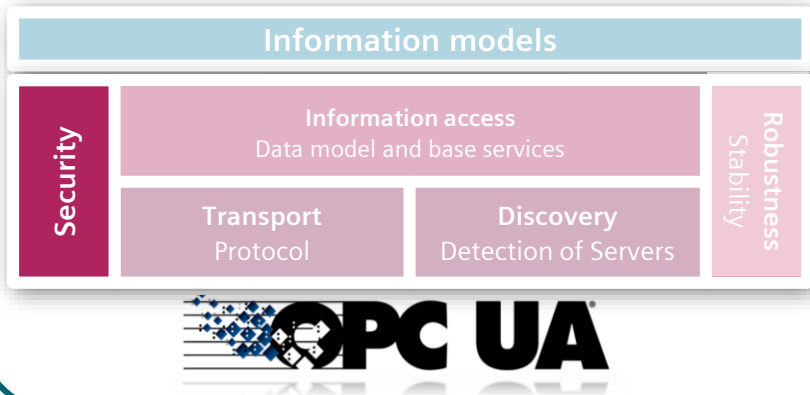 Information models
Security
Information access
Data model and base services
Robustness
Stability
Transport
Protocol
Discovery
Detection of Servers
OPC UA®